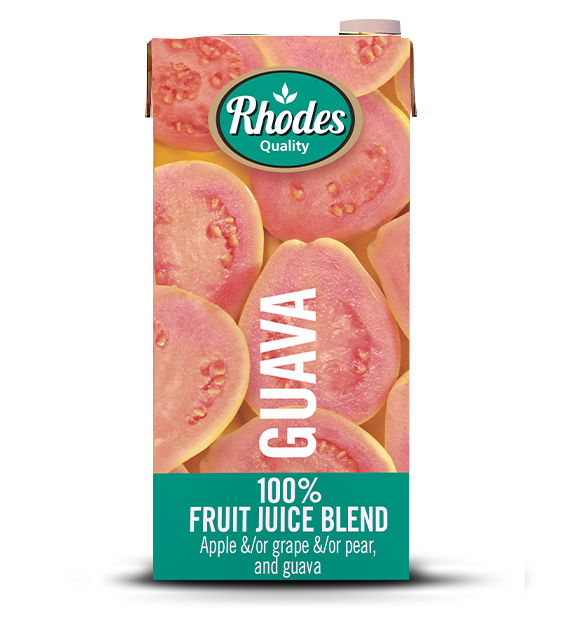 Rhodes
Quality
GUAVA
100%
FRUIT JUICE BLEND
Apple &/or grape &/or pear,
and guava